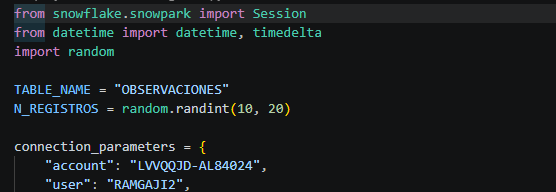 from snowflake.snowpark import Session
from datetime import datetime, timedelta
import random
TABLE_NAME = "OBSERVACIONES"
N_REGISTROS = random.randint(10, 20)
connection_parameters = {
"account": "LVVQQJD-AL84024",
"user": "RAMGAJI2",